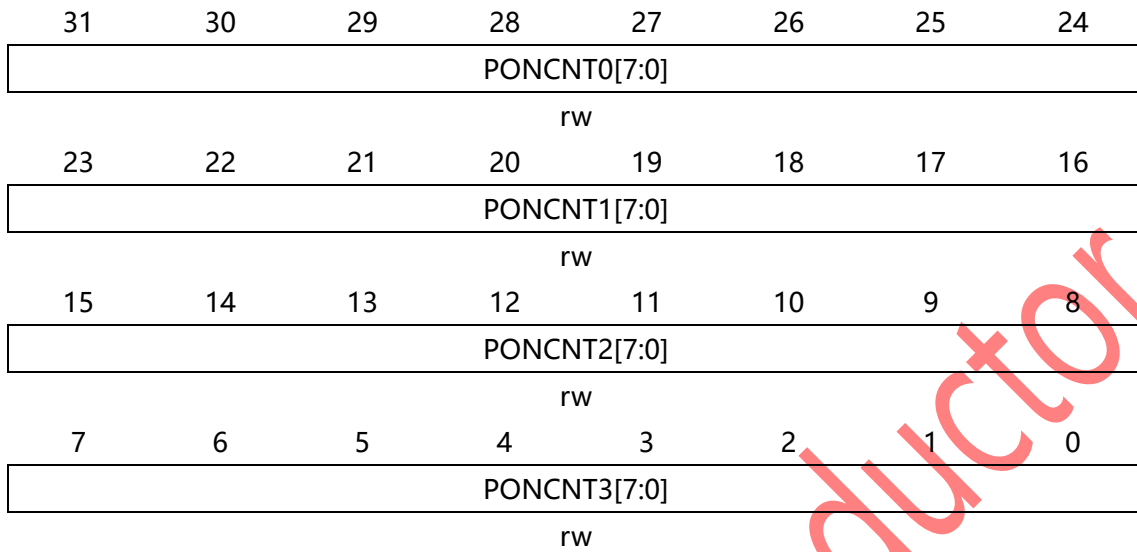 31 30 29 28 27 26 25 24
PONCNT0[7:0]
rw
23 22 21 20 19 18 17 16
PONCNT1[7:0]
rw
15 14 13 12 11 10 9 8
PONCNT2[7:0]
rw
7 6 5 4 3 2 1 0
PONCNT3[7:0]
rw
ductor